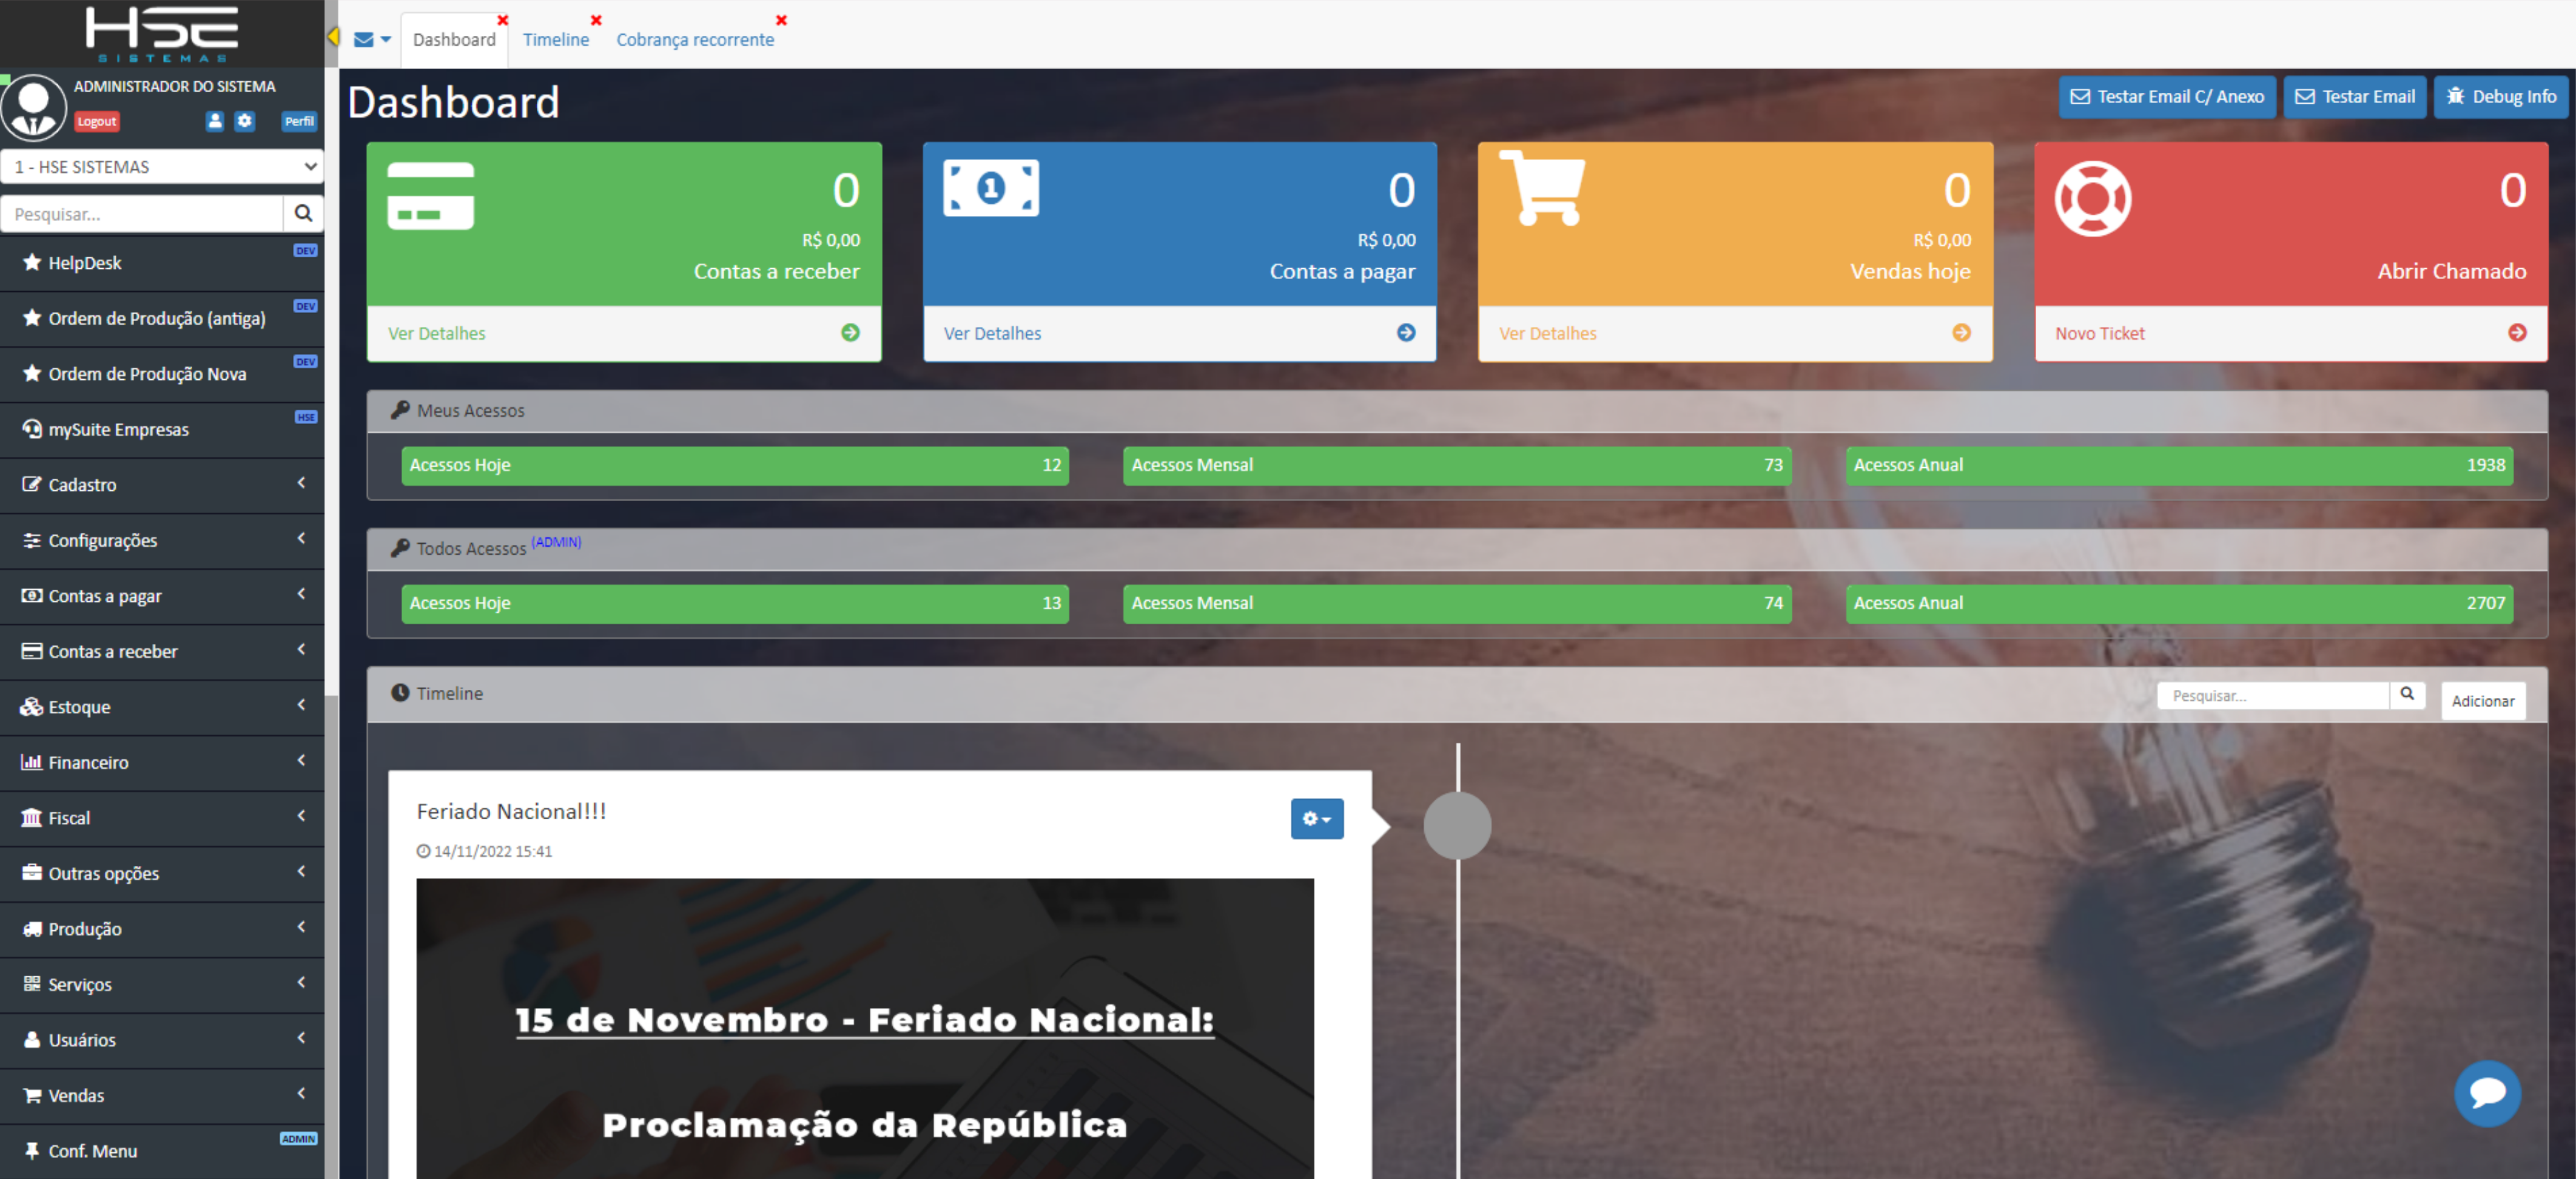 HSE
SISTEMAS
ADMINISTRADOR DO SISTEMA
Logout
Perfil
1 - HSE SISTEMAS
Pesquisar...
HelpDesk
DEV
Ordem de Produção (antiga)
DEV
Ordem de Produção Nova
DEV
mySuite Empresas
HSE
Cadastro
Configurações
Contas a pagar
Contas a receber
Estoque
Financeiro
Fiscal
Outras opções
Produção
Serviços
Usuários
Vendas
Conf. Menu
ADMIN
Dashboard
Timeline
Cobrança recorrente
Dashboard
Testar Email C/ Anexo
Testar Email
Debug Info
0
R$ 0,00
Contas a receber
Ver Detalhes
0
R$ 0,00
Contas a pagar
Ver Detalhes
0
R$ 0,00
Vendas hoje
Ver Detalhes
0
Abrir Chamado
Novo Ticket
Meus Acessos
Acessos Hoje 12
Acessos Mensal 73
Acessos Anual 1938
Todos Acessos (ADMIN)
Acessos Hoje 13
Acessos Mensal 74
Acessos Anual 2707
Timeline
Pesquisar...
Adicionar
Feriado Nacional!!!
14/11/2022 15:41
15 de Novembro - Feriado Nacional:
Proclamação da República